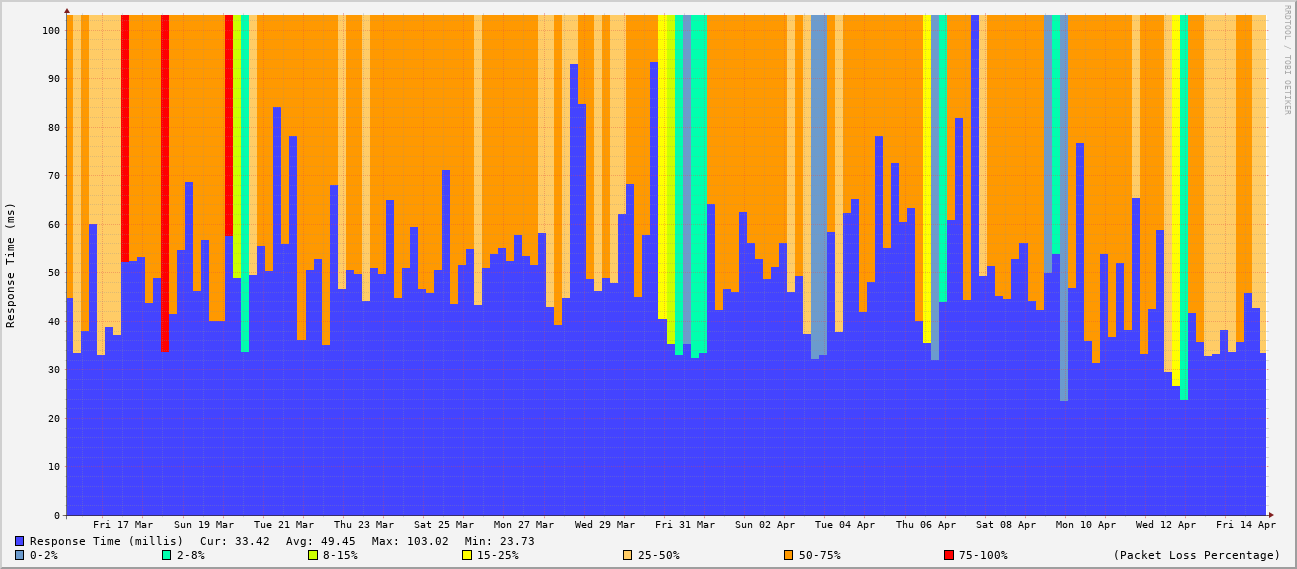 RRDTOOL / TOBI OETIKER
Response Time (ms)
100
90
80
70
60
50
40
30
20
10
0
Fri 17 Mar Sun 19 Mar Tue 21 Mar Thu 23 Mar Sat 25 Mar Mon 27 Mar Wed 29 Mar Fri 31 Mar Sun 02 Apr Tue 04 Apr Thu 06 Apr Sat 08 Apr Mon 10 Apr Wed 12 Apr Fri 14 Apr
Response Time (millis) Cur: 33.42 Avg: 49.45 Max: 103.02 Min: 23.73
0-2% 2-8% 8-15% 15-25% 25-50% 50-75% 75-100% (Packet Loss Percentage)